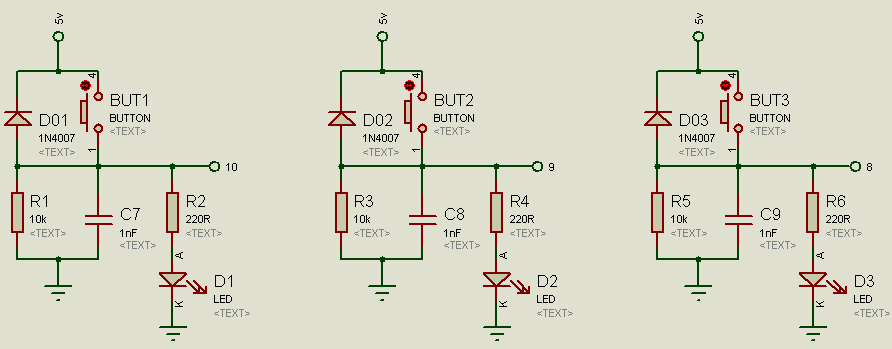 5v
4
D01
1N4007
<TEXT>
BUT1
BUTTON
<TEXT>
1
10
R1
10k
<TEXT>
C7
1nF
<TEXT>
R2
220R
<TEXT>
A
D1
LED
<TEXT>
K
5v
4
D02
1N4007
<TEXT>
BUT2
BUTTON
<TEXT>
1
9
R3
10k
<TEXT>
C8
1nF
<TEXT>
R4
220R
<TEXT>
A
D2
LED
<TEXT>
K
5v
4
D03
1N4007
<TEXT>
BUT3
BUTTON
<TEXT>
1
8
R5
10k
<TEXT>
C9
1nF
<TEXT>
R6
220R
<TEXT>
A
D3
LED
<TEXT>
K